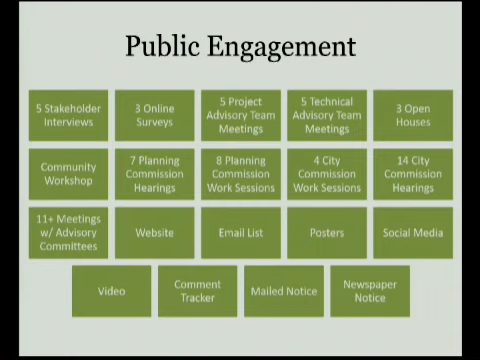 Public Engagement
5 Stakeholder
Interviews
3 Online
Surveys
5 Project
Advisory Team
Meetings
5 Technical
Advisory Team
Meetings
3 Open
Houses
Community
Workshop
7 Planning
Commission
Hearings
8 Planning
Commission
Work Sessions
4 City
Commission
Work Sessions
14 City
Commission
Hearings
11+ Meetings
w/ Advisory
Committees
Website
Email List
Posters
Social Media
Video
Comment
Tracker
Mailed Notice
Newspaper
Notice